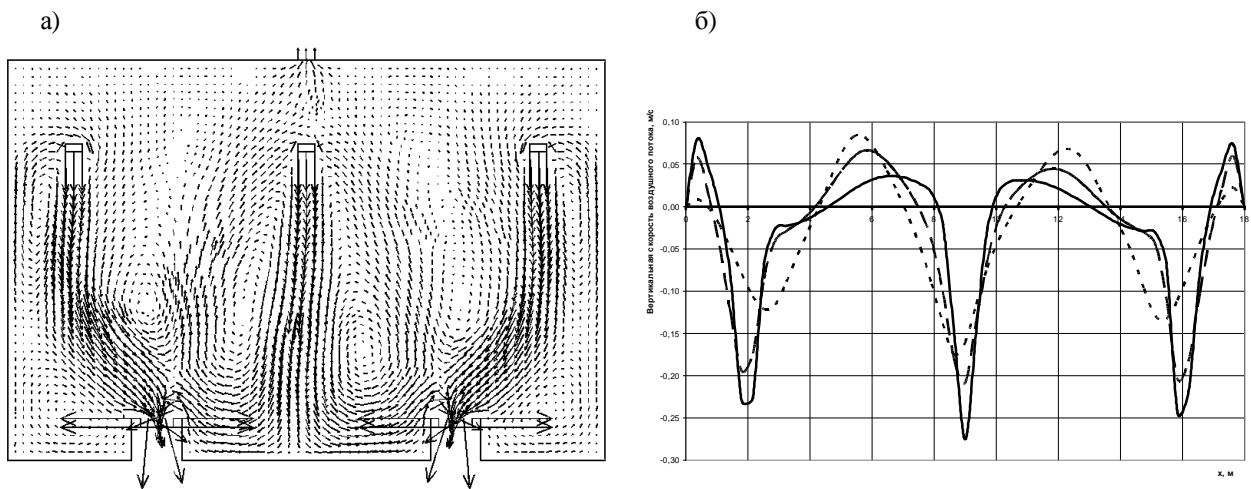 а)
б)
Вертикальная скорость воздушного потока, м/с
0,10
0,05
0,00
-0,05
-0,10
-0,15
-0,20
-0,25
-0,30
0 2 4 6 8 10 12 14 16 18
x, м